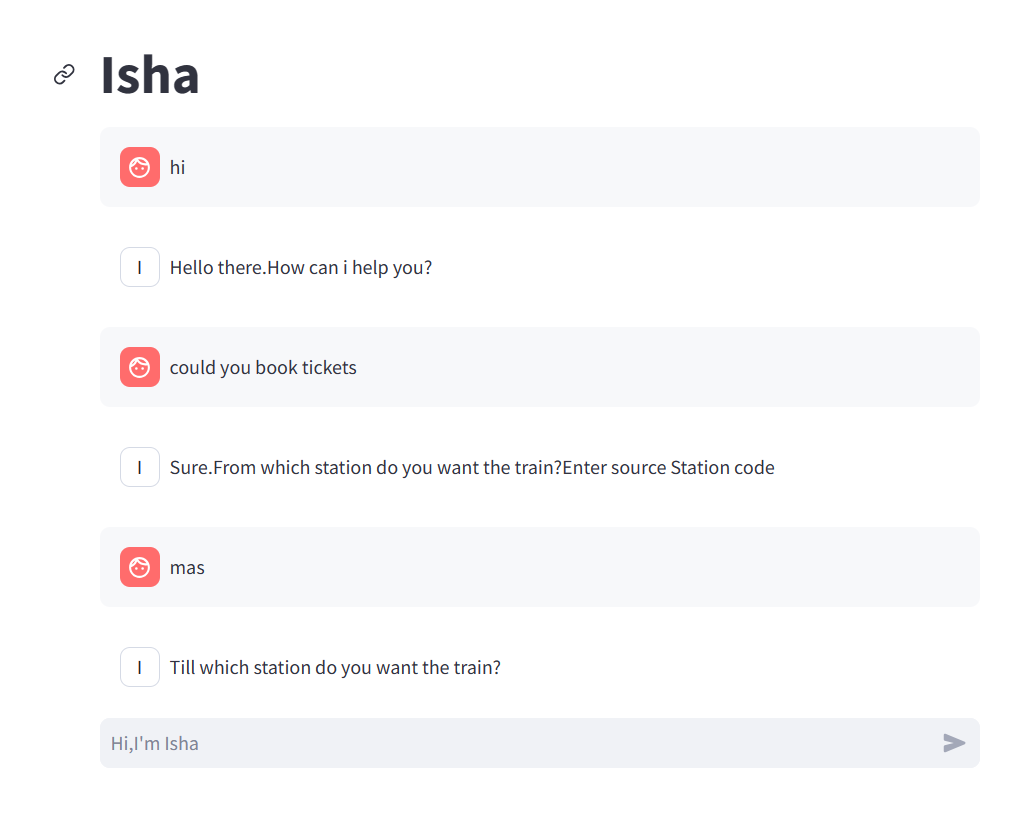 Isha
hi
I
Hello there.How can i help you?
could you book tickets
I
Sure.From which station do you want the train?Enter source Station code
mas
I
Till which station do you want the train?
Hi,I'm Isha